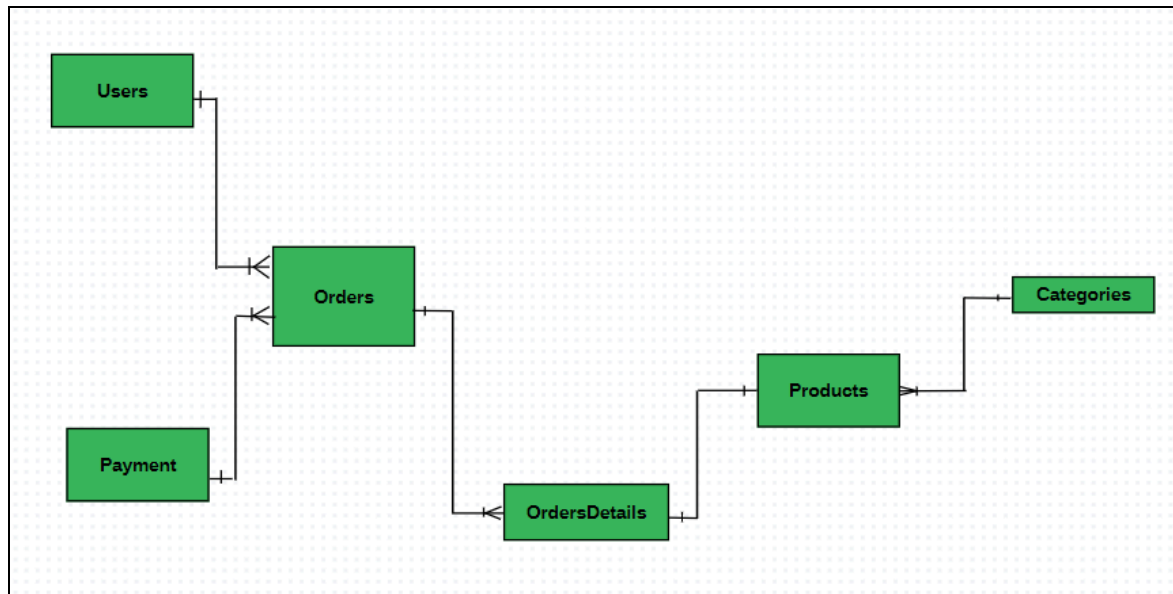 Users
Orders
Categories
Products
Payment
OrdersDetails